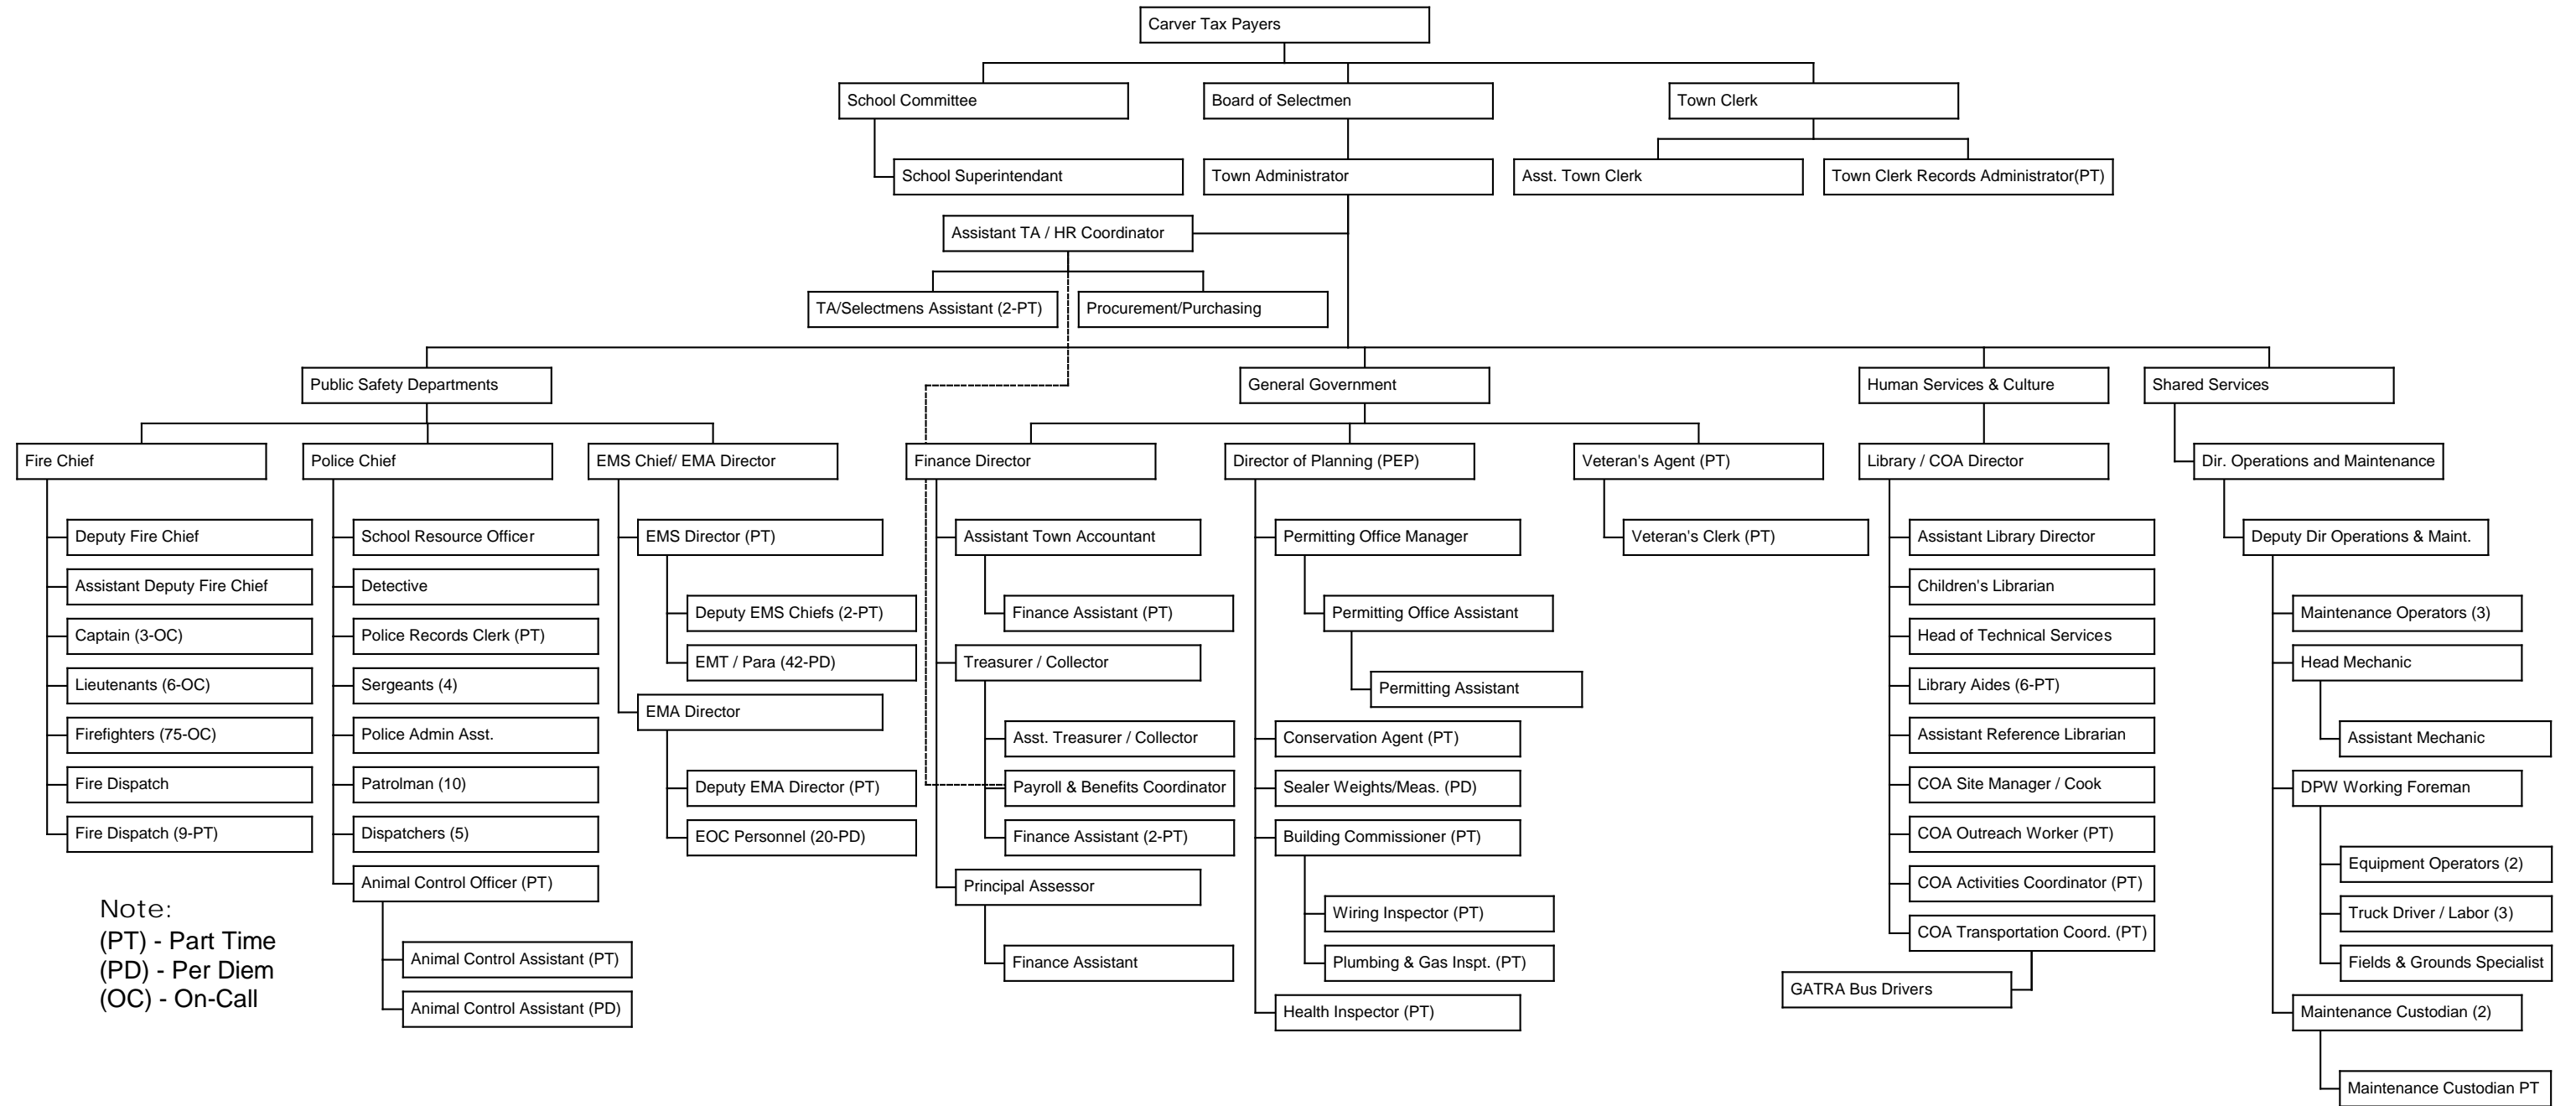 Carver Tax Payers
School Committee
Board of Selectmen
Town Clerk
School Superintendant
Town Administrator
Asst. Town Clerk
Town Clerk Records Administrator(PT)
Assistant TA / HR Coordinator
TA/Selectmens Assistant (2-PT)
Procurement/Purchasing
Public Safety Departments
General Government
Human Services & Culture
Shared Services
Fire Chief
Deputy Fire Chief
Assistant Deputy Fire Chief
Captain (3-OC)
Lieutenants (6-OC)
Firefighters (75-OC)
Fire Dispatch
Fire Dispatch (9-PT)
Police Chief
School Resource Officer
Detective
Police Records Clerk (PT)
Sergeants (4)
Police Admin Asst.
Patrolman (10)
Dispatchers (5)
Animal Control Officer (PT)
Animal Control Assistant (PT)
Animal Control Assistant (PD)
EMS Chief/ EMA Director
EMS Director (PT)
Deputy EMS Chiefs (2-PT)
EMT / Para (42-PD)
EMA Director
Deputy EMA Director (PT)
EOC Personnel (20-PD)
Finance Director
Assistant Town Accountant
Finance Assistant (PT)
Treasurer / Collector
Asst. Treasurer / Collector
Payroll & Benefits Coordinator
Finance Assistant (2-PT)
Principal Assessor
Finance Assistant
Director of Planning (PEP)
Permitting Office Manager
Permitting Office Assistant
Permitting Assistant
Conservation Agent (PT)
Sealer Weights/Meas. (PD)
Building Commissioner (PT)
Wiring Inspector (PT)
Plumbing & Gas Inspt. (PT)
Health Inspector (PT)
Veteran's Agent (PT)
Veteran's Clerk (PT)
Library / COA Director
Assistant Library Director
Children's Librarian
Head of Technical Services
Library Aides (6-PT)
Assistant Reference Librarian
COA Site Manager / Cook
COA Outreach Worker (PT)
COA Activities Coordinator (PT)
COA Transportation Coord. (PT)
GATRA Bus Drivers
Dir. Operations and Maintenance
Deputy Dir Operations & Maint.
Maintenance Operators (3)
Head Mechanic
Assistant Mechanic
DPW Working Foreman
Equipment Operators (2)
Truck Driver / Labor (3)
Fields & Grounds Specialist
Maintenance Custodian (2)
Maintenance Custodian PT
Note:
(PT) - Part Time
(PD) - Per Diem
(OC) - On-Call